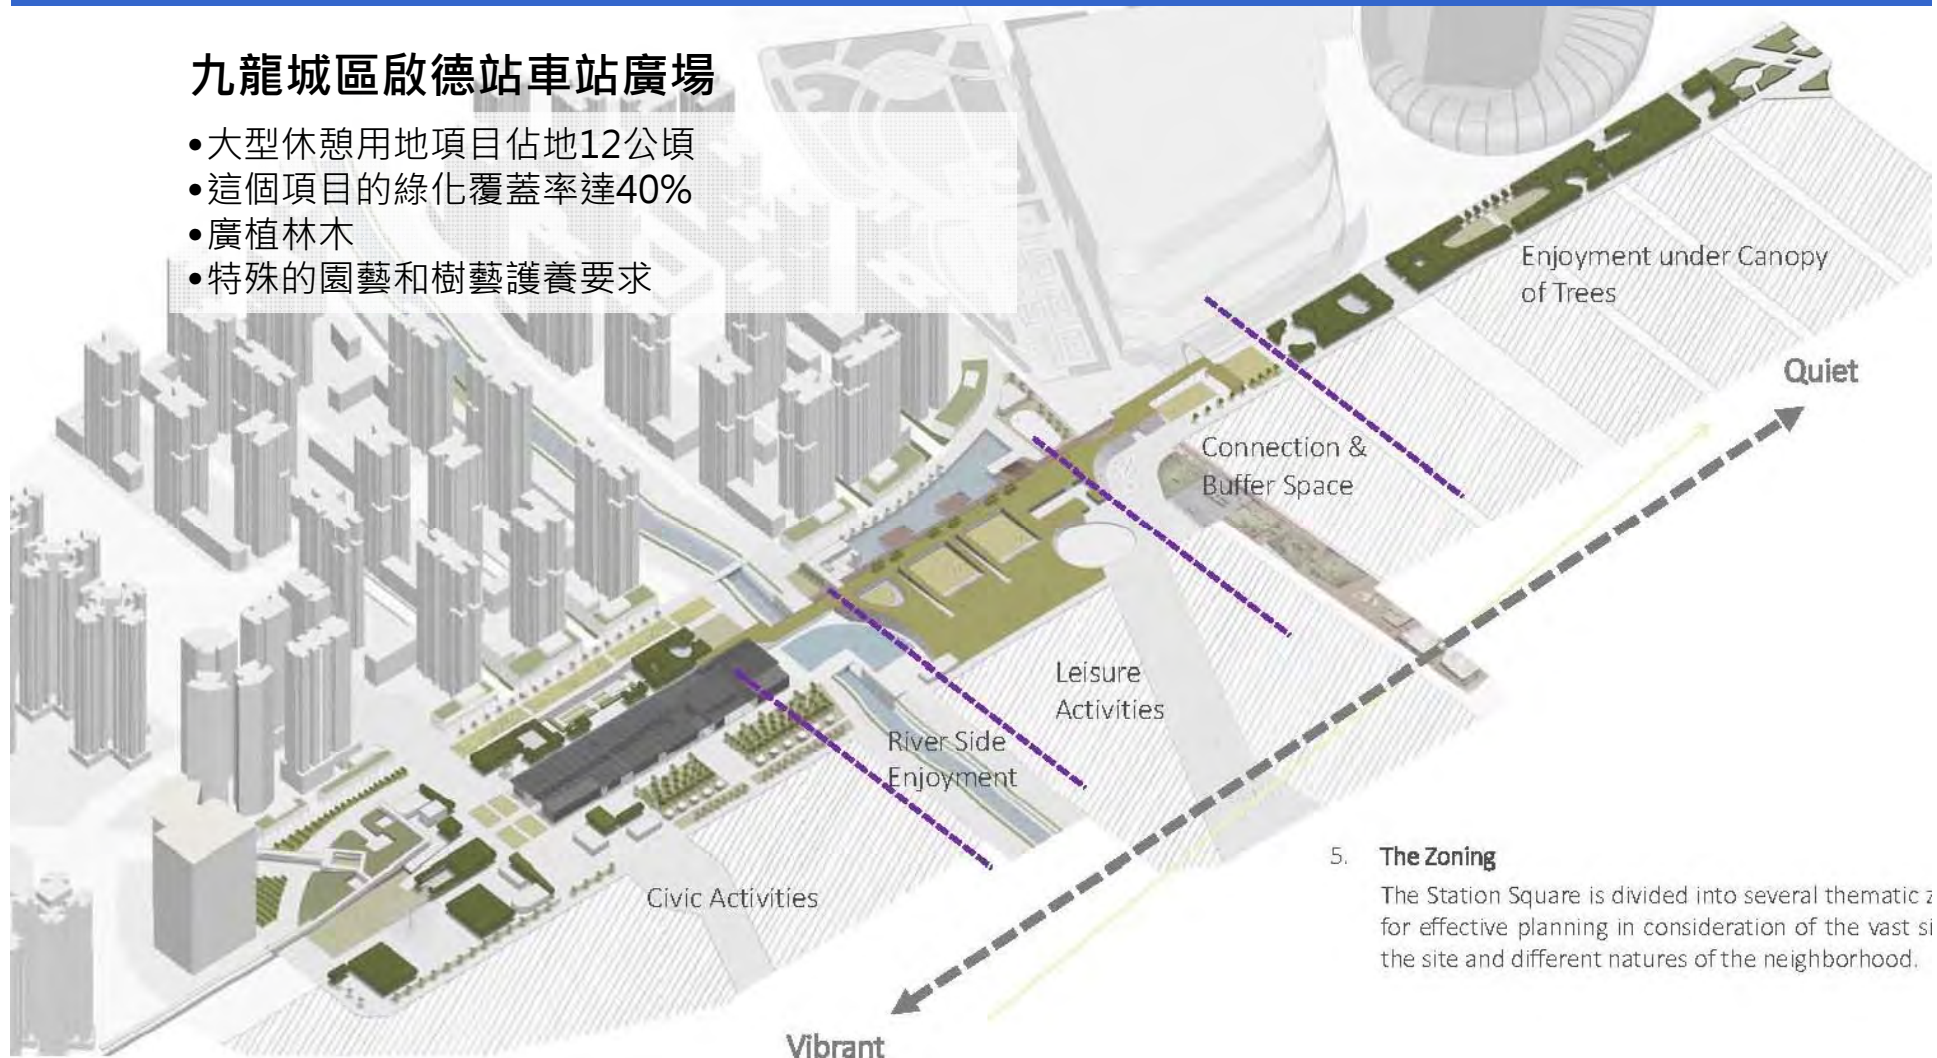 九龍城區啟德站車站廣場
•大型休憩用地項目佔地12公頃
•這個項目的綠化覆蓋率達40%
•廣植林木
•特殊的園藝和樹藝護養要求
Enjoyment under Canopy
of Trees
Quiet
Connection &
Buffer Space
Leisure
Activities
River Side
Enjoyment
Civic Activities
Vibrant
5. The Zoning
The Station Square is divided into several thematic
for effective planning in consideration of the vast
the site and different natures of the neighborhood.